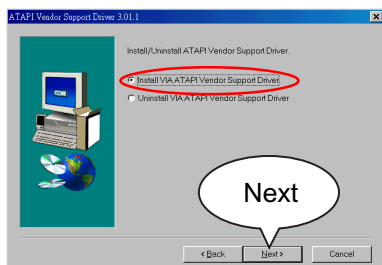 ATAPI Vendor Support Driver 3.01.1
Install/Uninstall ATAPI Vendor Support Driver.
Install VIA ATAPI Vendor Support Driver
Uninstall VIA ATAPI Vendor Support Driver
Next
< Back
Next >
Cancel